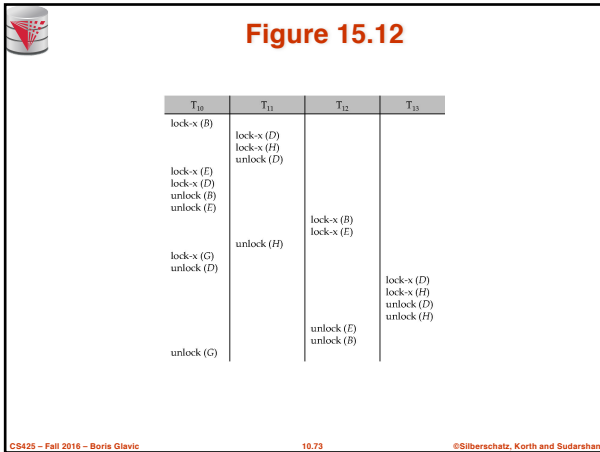 Figure 15.12
T10 T11 T12 T13
lock-x (B)
lock-x (D)
lock-x (H)
unlock (D)
lock-x (E)
lock-x (D)
unlock (B)
unlock (E)
lock-x (B)
lock-x (E)
unlock (H)
lock-x (G)
unlock (D)
lock-x (D)
lock-x (H)
unlock (D)
unlock (H)
unlock (E)
unlock (B)
unlock (G)
CS425 – Fall 2016 – Boris Glavic 10.73 ©Silberschatz, Korth and Sudarshan